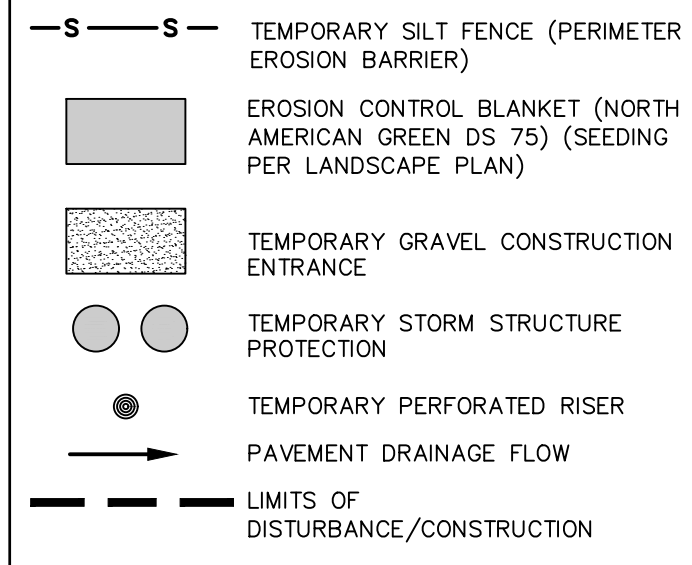 S S TEMPORARY SILT FENCE (PERIMETER
EROSION BARRIER)
EROSION CONTROL BLANKET (NORTH
AMERICAN GREEN DS 75) (SEEDING
PER LANDSCAPE PLAN)
TEMPORARY GRAVEL CONSTRUCTION
ENTRANCE
TEMPORARY STORM STRUCTURE
PROTECTION
TEMPORARY PERFORATED RISER
PAVEMENT DRAINAGE FLOW
LIMITS OF
DISTURBANCE/CONSTRUCTION